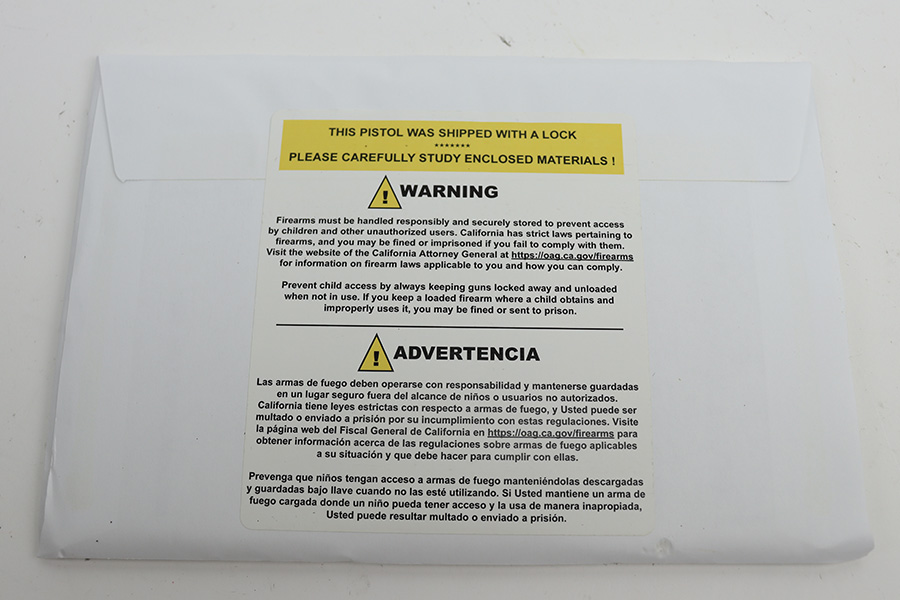 THIS PISTOL WAS SHIPPED WITH A LOCK
*******
PLEASE CAREFULLY STUDY ENCLOSED MATERIALS !
! WARNING
Firearms must be handled responsibly and securely stored to prevent access
by children and other unauthorized users. California has strict laws pertaining to
firearms, and you may be fined or imprisoned if you fail to comply with them.
Visit the website of the California Attorney General at https://oag.ca.gov/firearms
for information on firearm laws applicable to you and how you can comply.
Prevent child access by always keeping guns locked away and unloaded
when not in use. If you keep a loaded firearm where a child obtains and
improperly uses it, you may be fined or sent to prison.
! ADVERTENCIA
Las armas de fuego deben operarse con responsabilidad y mantenerse guardadas
en un lugar seguro fuera del alcance de niños o usuarios no autorizados.
California tiene leyes estrictas con respecto a armas de fuego, y Usted puede ser
multado o enviado a prisión por su incumplimiento con estas regulaciones. Visite
la página web del Fiscal General de California en https://oag.ca.gov/firearms para
obtener información acerca de las regulaciones sobre armas de fuego aplicables
a su situación y que debe hacer para cumplir con ellas.
Prevenga que niños tengan acceso a armas de fuego manteniéndolas descargadas
y guardadas bajo llave cuando no las esté utilizando. Si Usted mantiene un arma de
fuego cargada donde un niño pueda tener acceso y la usa de manera inapropiada,
Usted puede resultar multado o enviado a prisión.